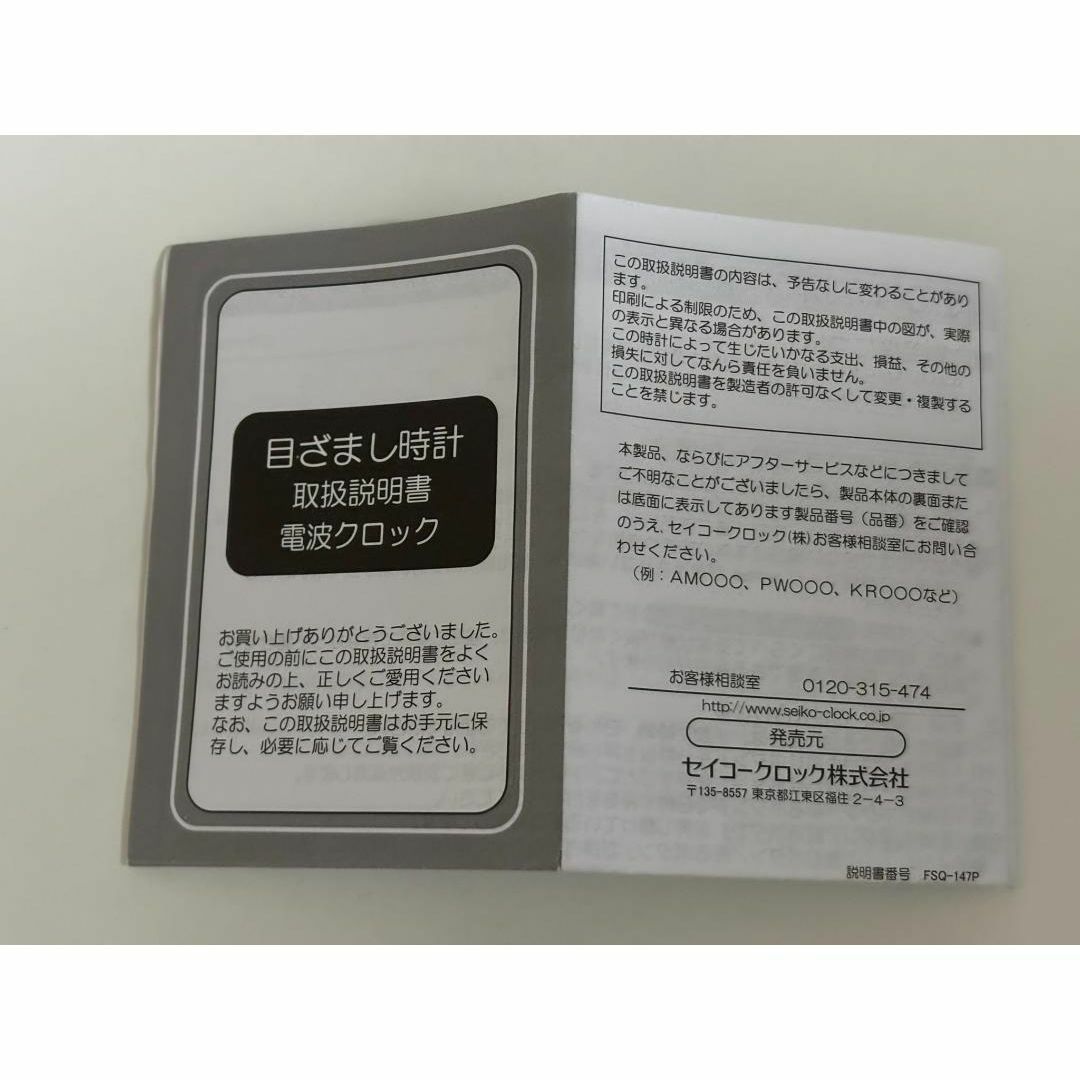 目ざまし時計
取扱説明書
電波クロック
お買い上げありがとうございました。
ご使用の前にこの取扱説明書をよく
お読みの上、正しくご愛用ください
ますようお願い申し上げます。
なお、この取扱説明書はお手元に保
存し、必要に応じてご覧ください。
この取扱説明書の内容は、予告なしに変わることがあり
ます。
印刷による制限のため、この取扱説明書中の図が、実際
の表示と異なる場合があります。
この時計によって生じたいかなる支出、損益、その他の
損失に対してなんら責任を負いません。
この取扱説明書を製造者の許可なくして変更・複製する
ことを禁じます。
本製品、ならびにアフターサービスなどにつきまして
ご不明なことがございましたら、製品本体の裏面また
は底面に表示してあります製品番号（品番）をご確認
のうえ、セイコークロック(株)お客様相談室にお問い合
わせください。
（例：AM○○○、PW○○○、KR○○○など）
お客様相談室 0120-315-474
http://www.seiko-clock.co.jp
発売元
セイコークロック株式会社
〒135-8557 東京都江東区福住 2-4-3
説明書番号 FSQ-147P